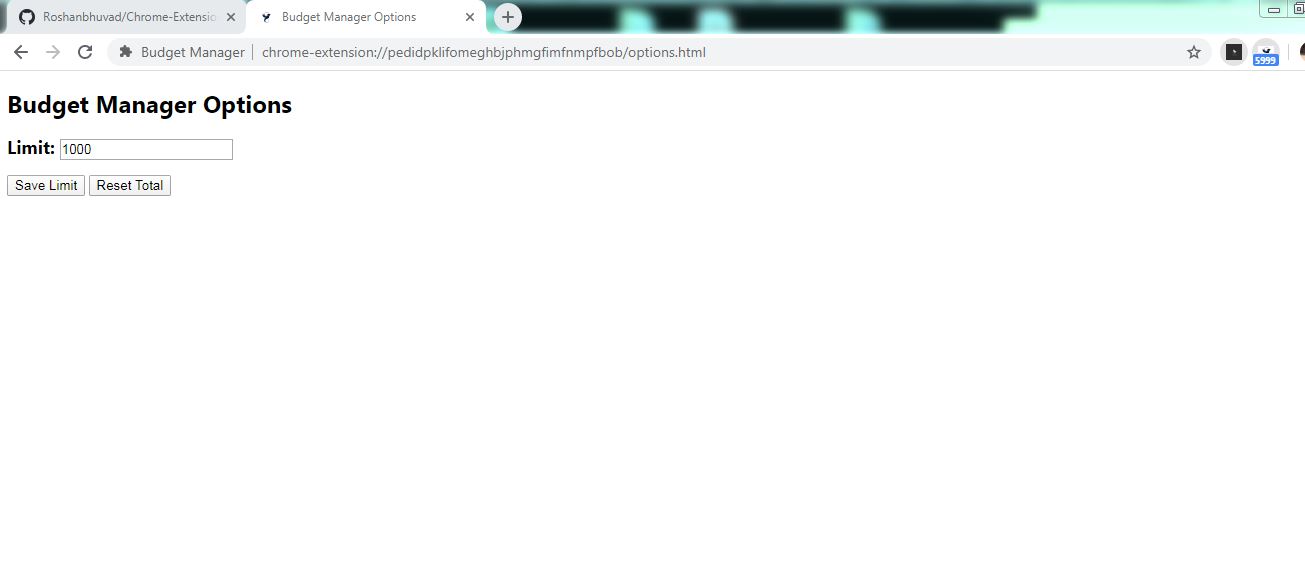 Roshanbhuvad/Chrome-Extensio
Budget Manager Options
Budget Manager
chrome-extension://pedidpklifomeghbjphmgfimfnmpfbob/options.html
5999
Budget Manager Options
Limit: 1000
Save Limit Reset Total